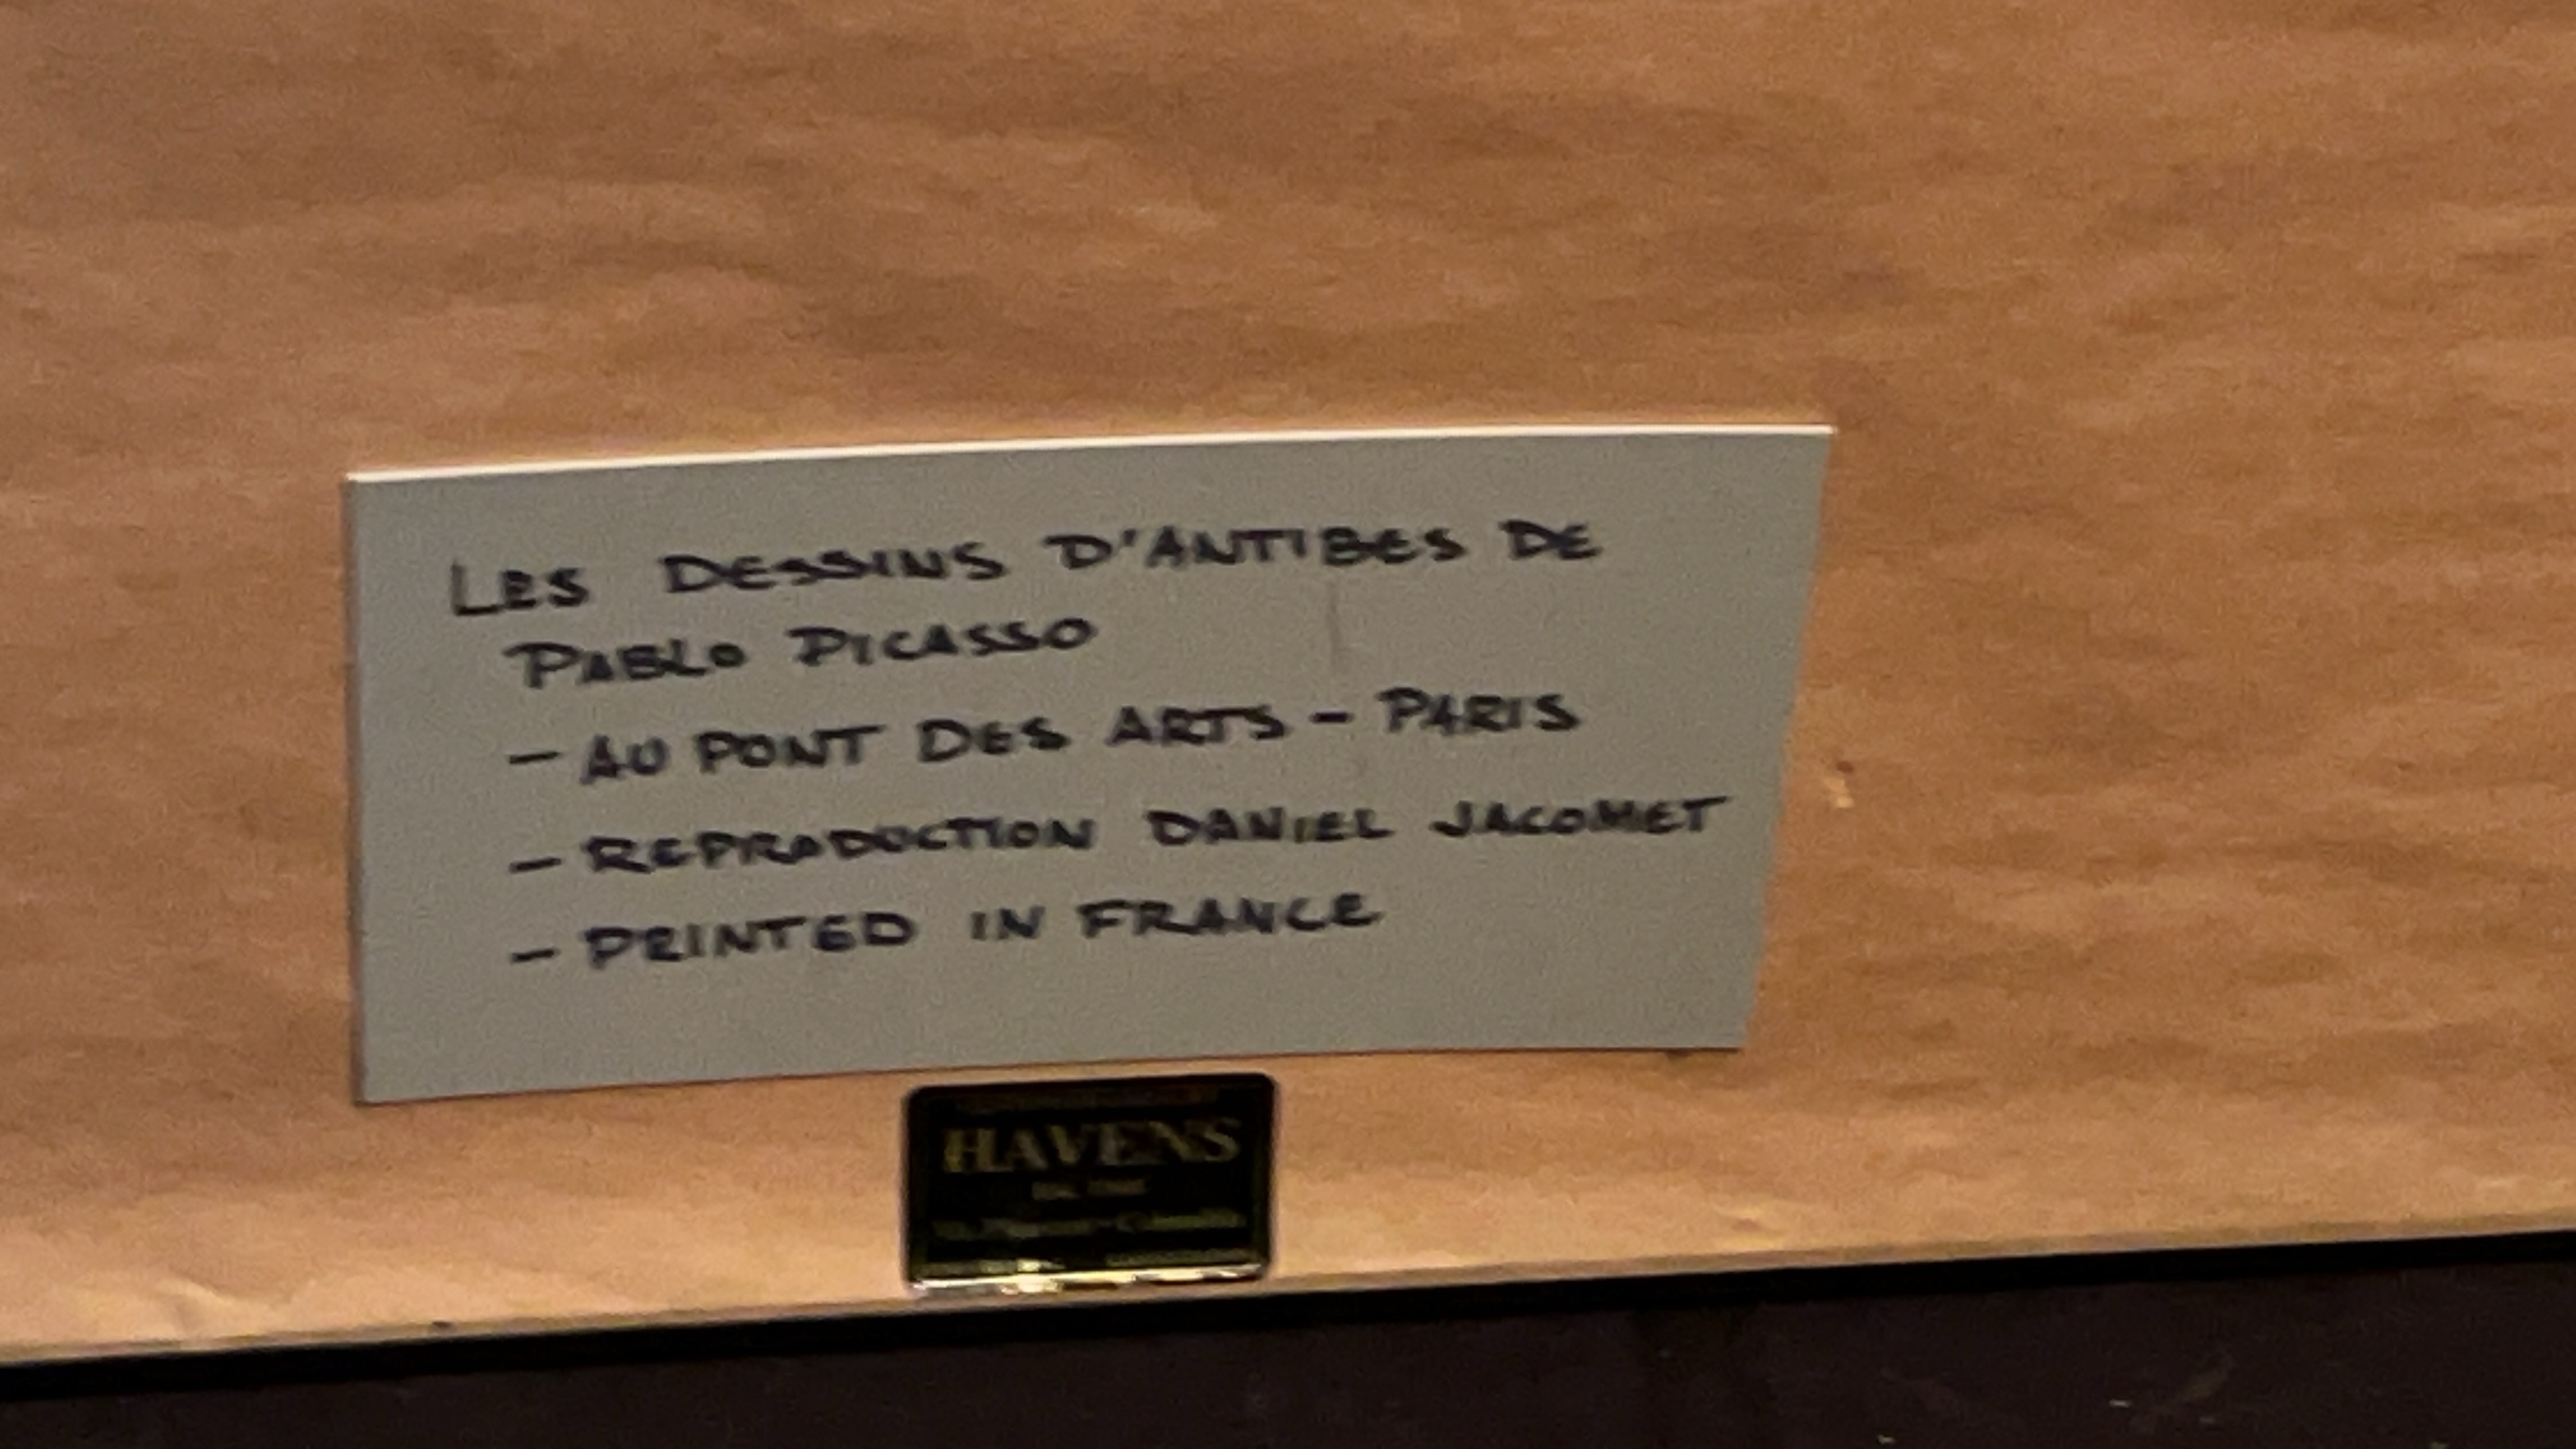 LES DESSINS D'ANTIBES DE
PABLO PICASSO
- AU PONT DES ARTS - PARIS
- REPRODUCTION DANIEL JACOMET
- PRINTED IN FRANCE
HAVENS